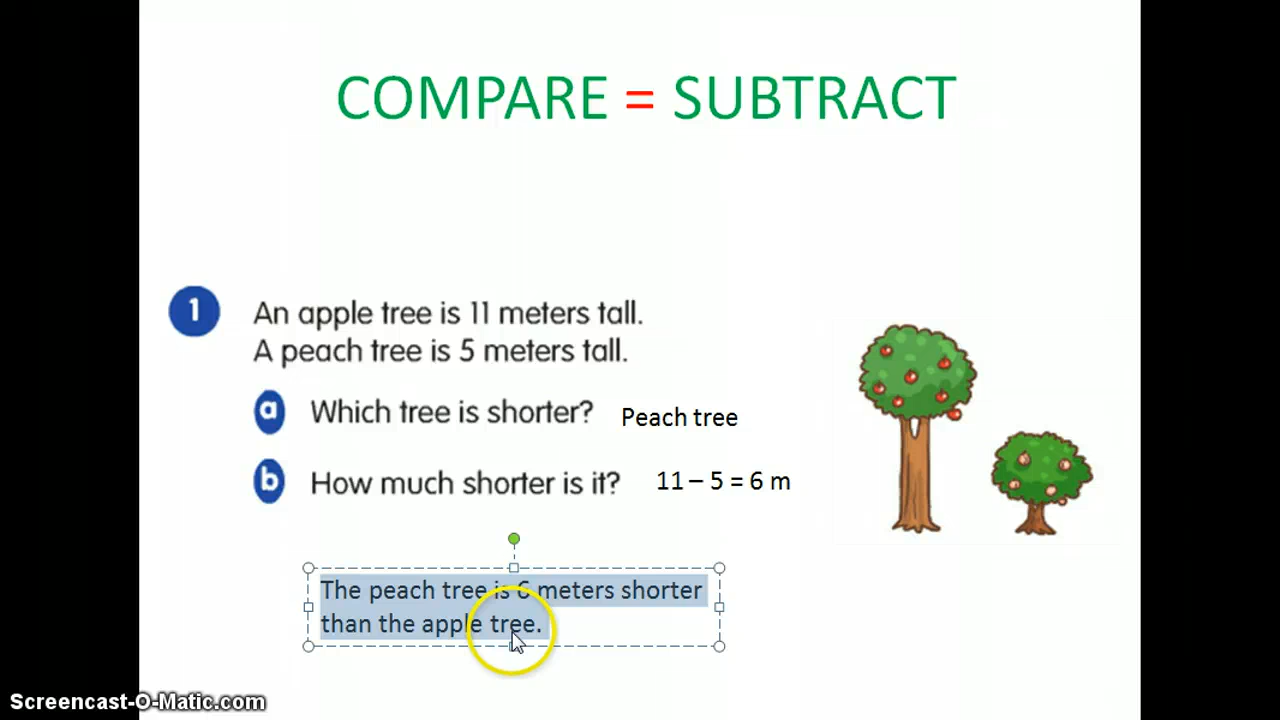 COMPARE = SUBTRACT
1 An apple tree is 11 meters tall.
A peach tree is 5 meters tall.
a Which tree is shorter? Peach tree
b How much shorter is it? 11 – 5 = 6 m
The peach tree is 6 meters shorter
than the apple tree.
Screencast-O-Matic.com